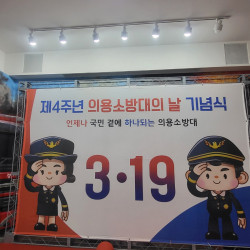 제4주년 의용소방대의 날 기념식
언제나 국민 곁에 하나되는 의용소방대
3·19